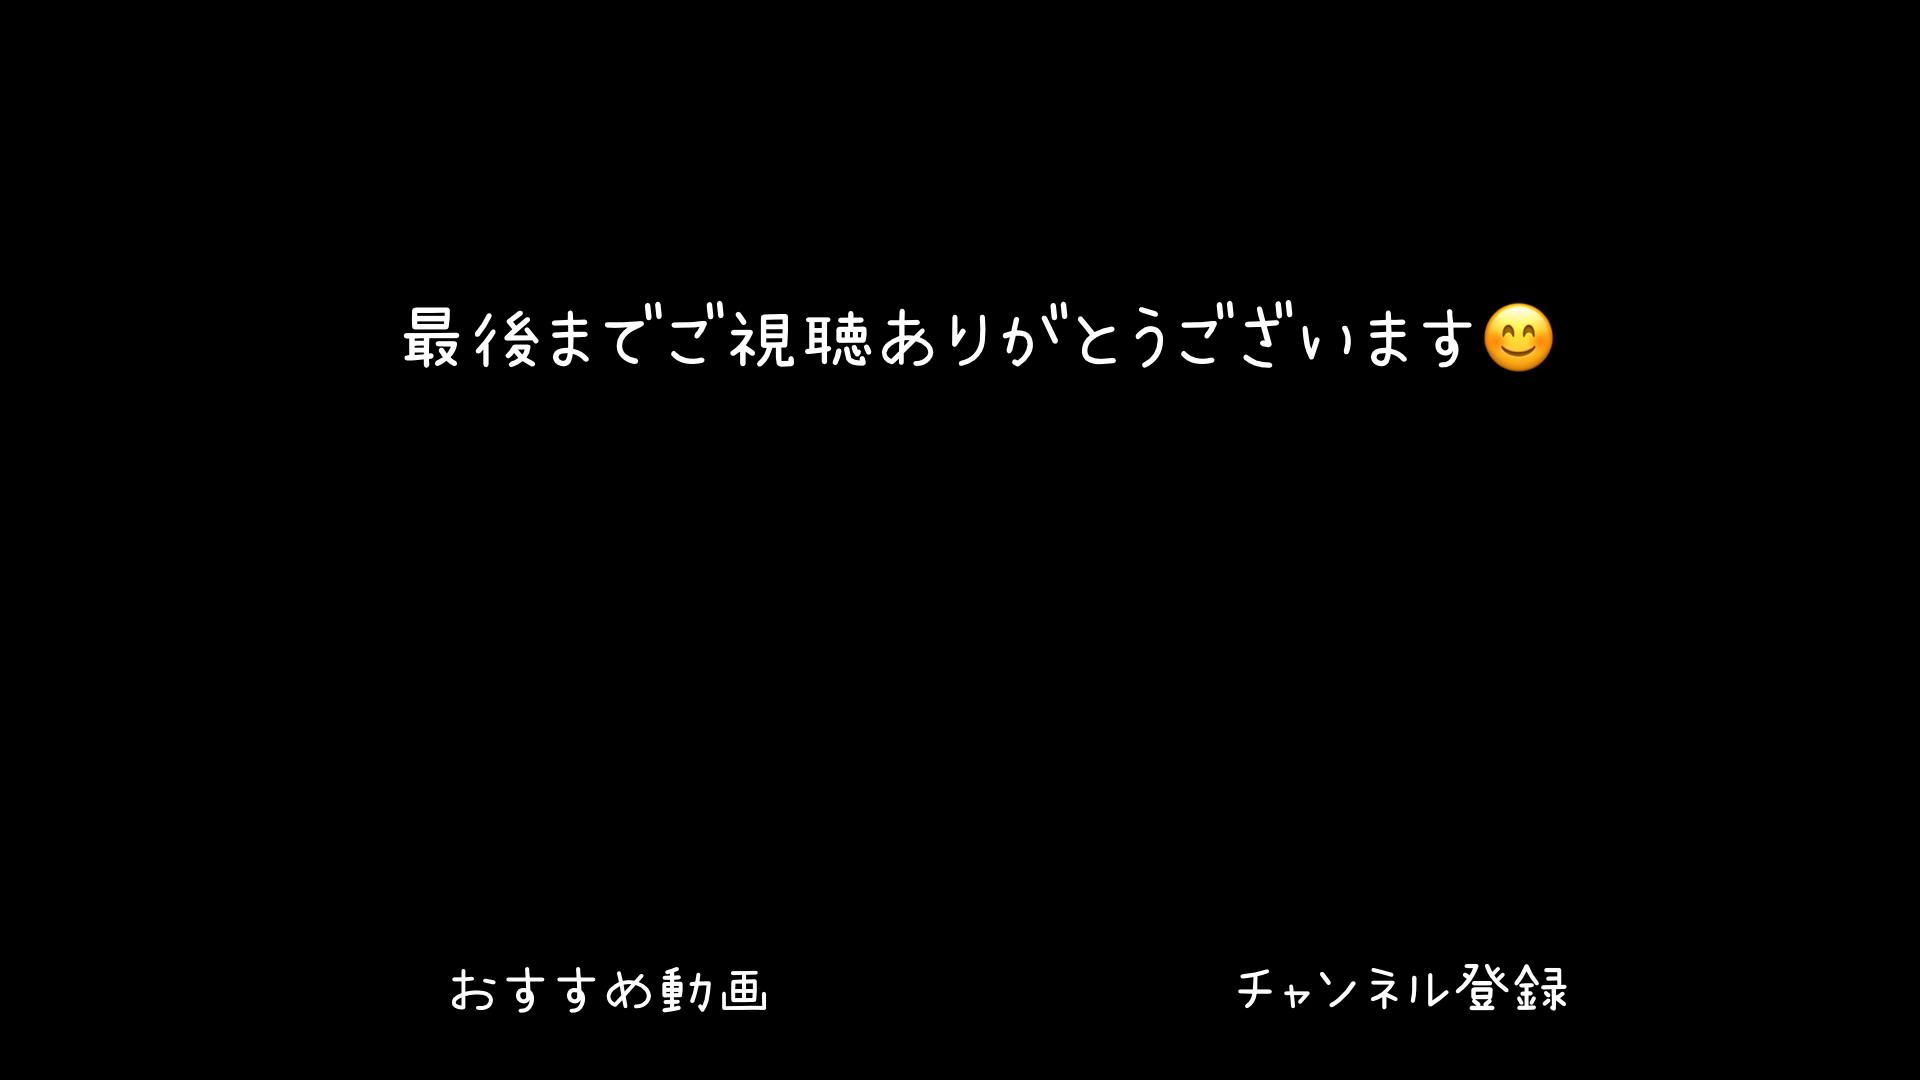 最後までご視聴ありがとうございます😊
おすすめ動画
チャンネル登録